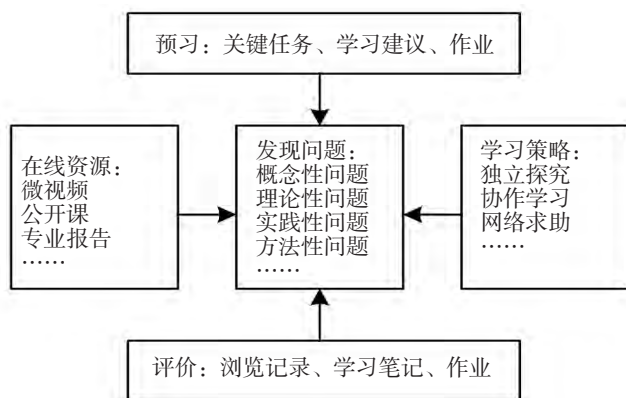 预习：关键任务、学习建议、作业
在线资源：
微视频
公开课
专业报告
……
发现问题：
概念性问题
理论性问题
实践性问题
方法性问题
……
学习策略：
独立探究
协作学习
网络求助
……
评价：浏览记录、学习笔记、作业